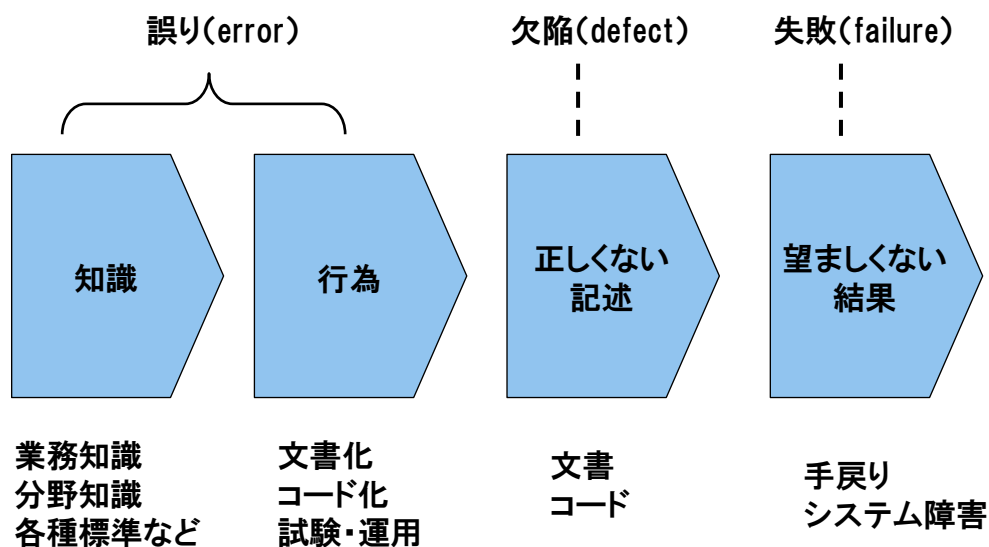 誤り(error)
欠陥(defect)
失敗(failure)
知識
行為
正しくない
記述
望ましくない
結果
業務知識
分野知識
各種標準など
文書化
コード化
試験・運用
文書
コード
手戻り
システム障害